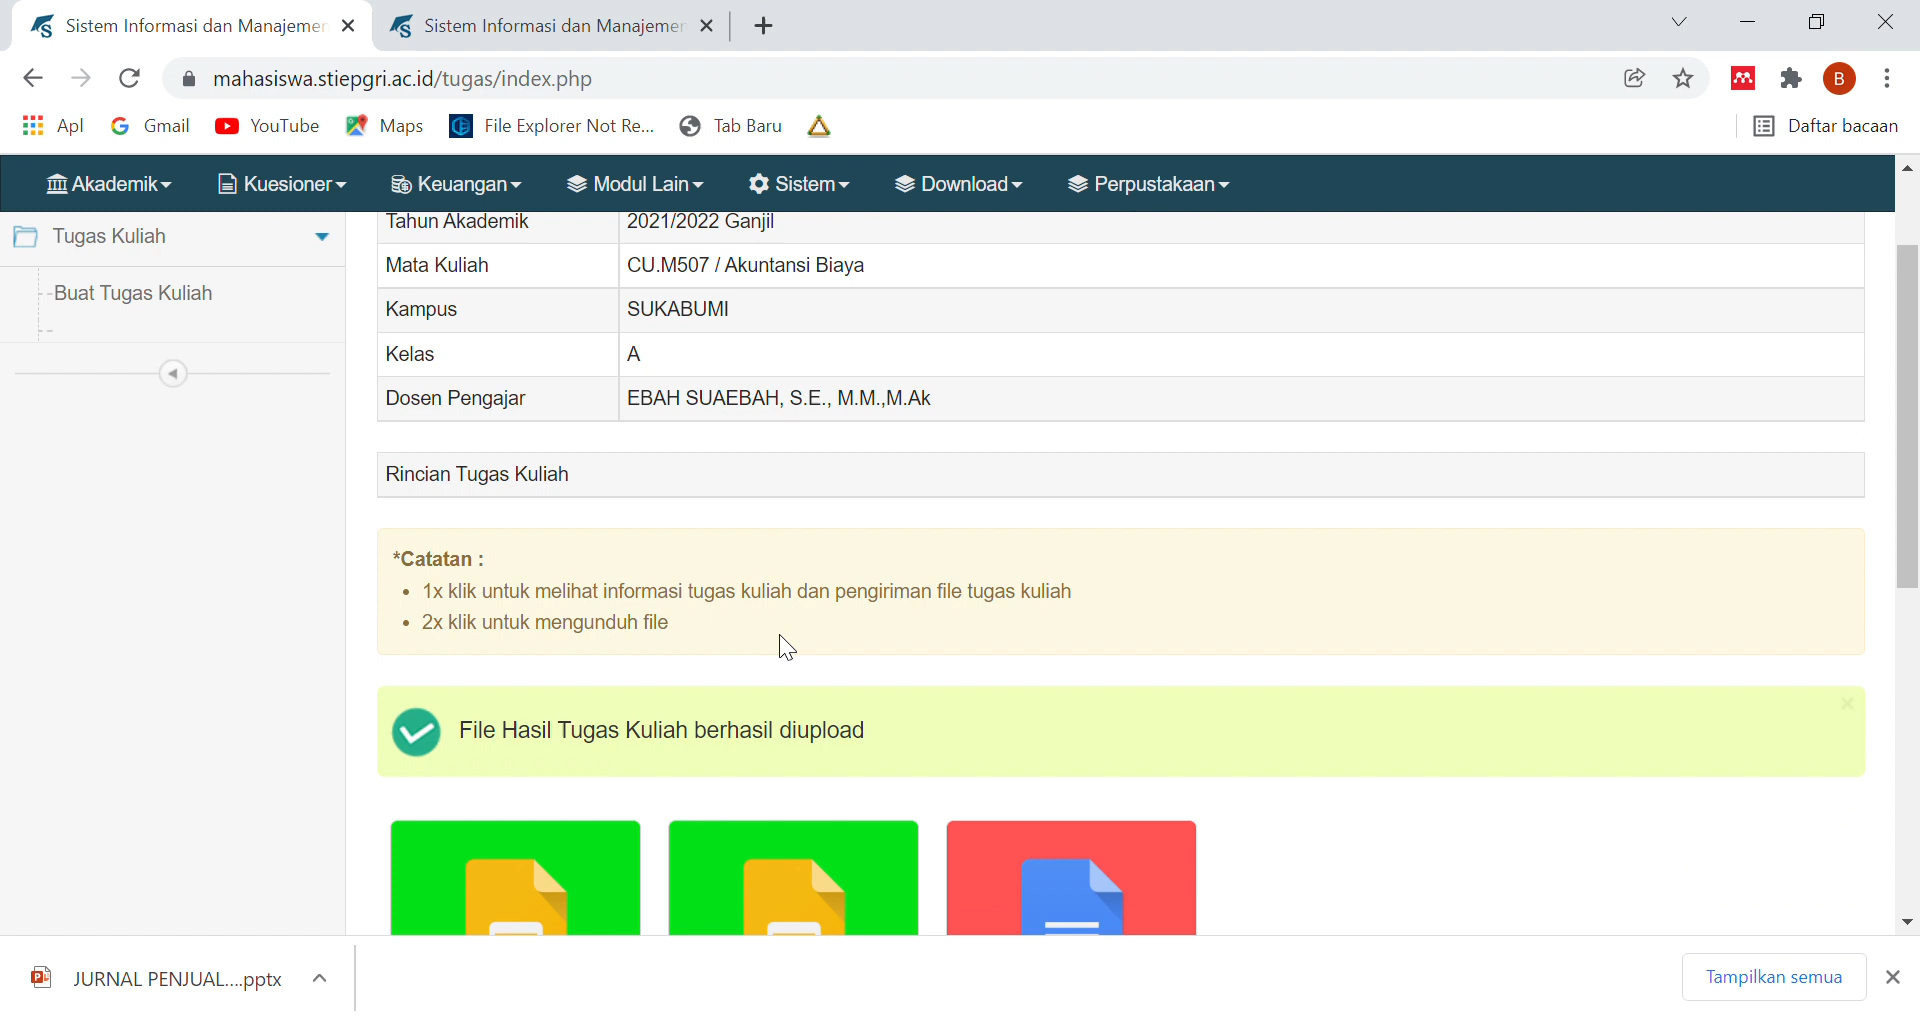 Sistem Informasi dan Manajemen
Sistem Informasi dan Manajemen
mahasiswa.stiepgri.ac.id/tugas/index.php
B
Apl
Gmail
YouTube
Maps
File Explorer Not Re...
Tab Baru
Daftar bacaan
Akademik
Kuesioner
Keuangan
Modul Lain
Sistem
Download
Perpustakaan
Tugas Kuliah
Buat Tugas Kuliah
Tahun Akademik
2021/2022 Ganjil
Mata Kuliah
CU.M507 / Akuntansi Biaya
Kampus
SUKABUMI
Kelas
A
Dosen Pengajar
EBAH SUAEBAH, S.E., M.M.,M.Ak
Rincian Tugas Kuliah
*Catatan :
• 1x klik untuk melihat informasi tugas kuliah dan pengiriman file tugas kuliah
• 2x klik untuk mengunduh file
File Hasil Tugas Kuliah berhasil diupload
JURNAL PENJUAL....pptx
Tampilkan semua